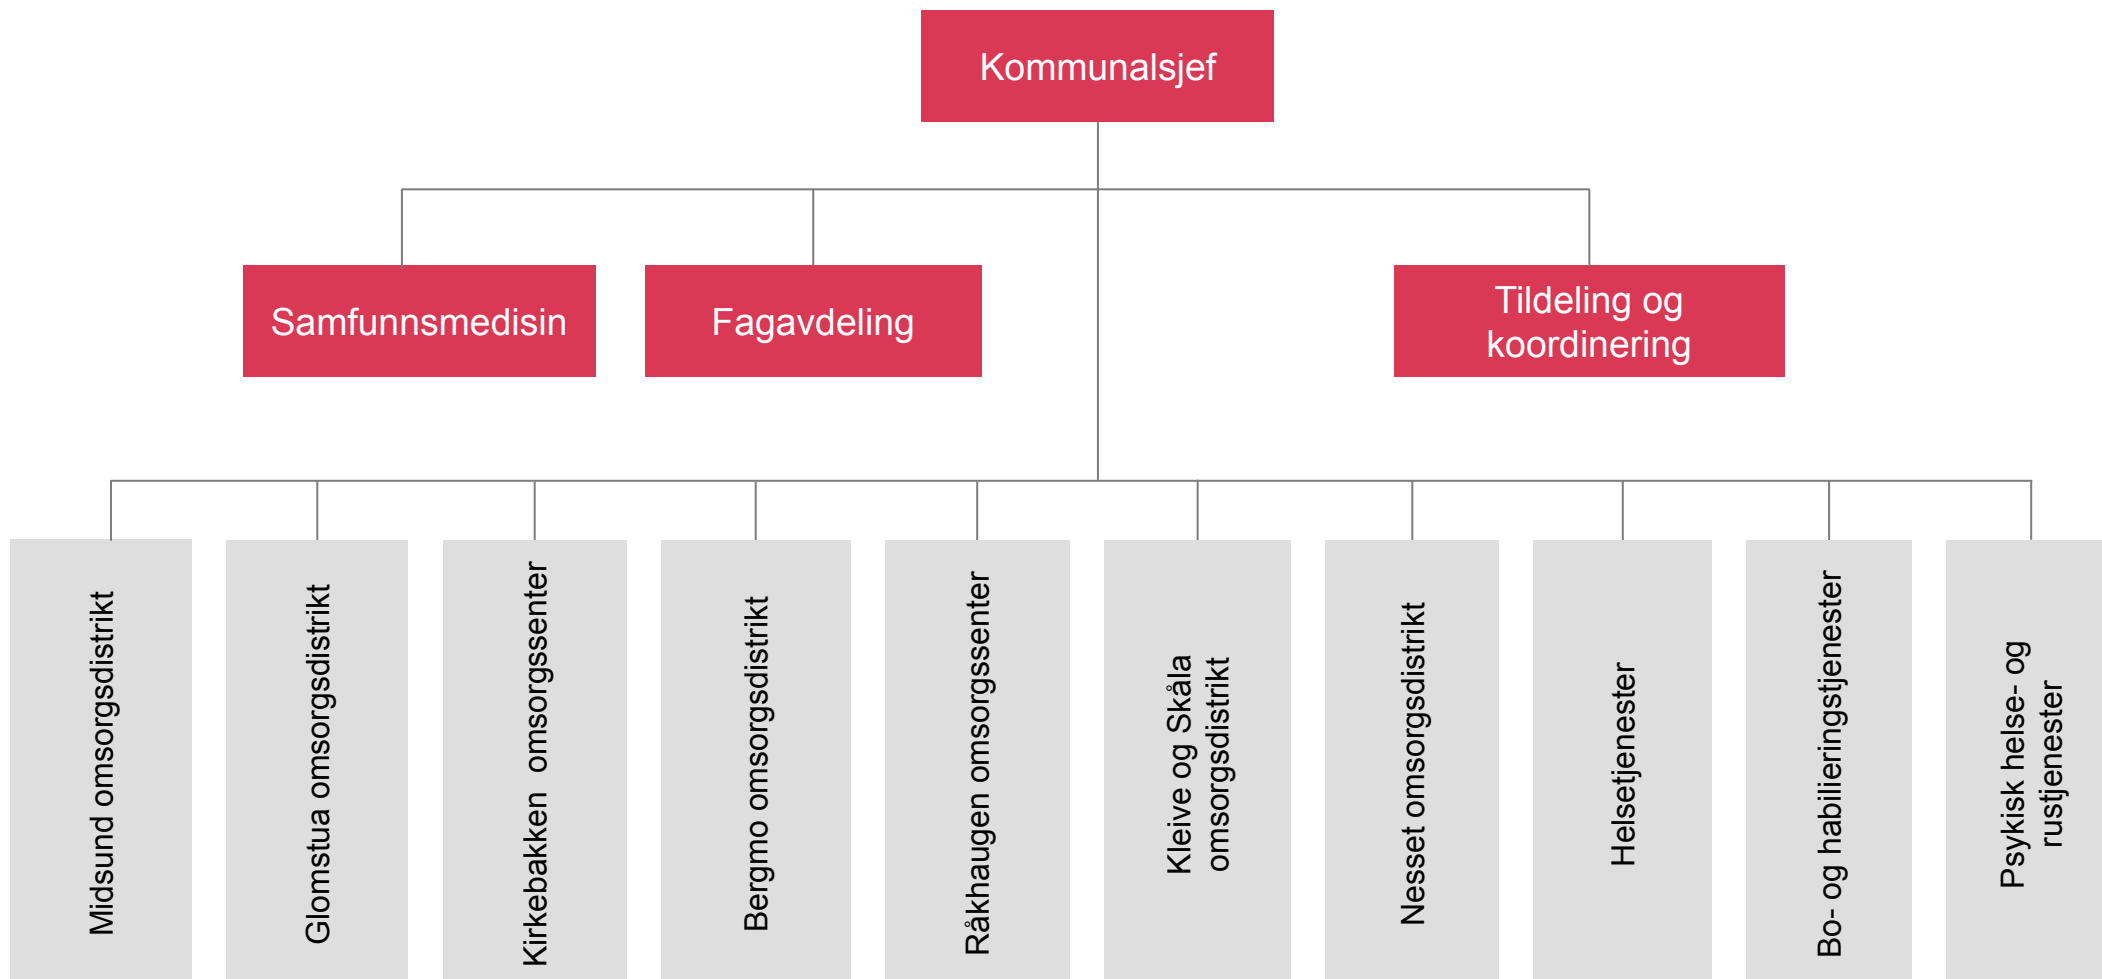 Kommunalsjef
Samfunnsmedisin
Fagavdeling
Tildeling og
koordinering
Midsund omsorgsdistrikt
Glomstua omsorgsdistrikt
Kirkebakken  omsorgssenter
Bergmo omsorgsdistrikt
Råkhaugen omsorgssenter
Kleive og Skåla
omsorgsdistrikt
Nesset omsorgsdistrikt
Helsetjenester
Bo- og habilieringstjenester
Psykisk helse- og
rustjenester